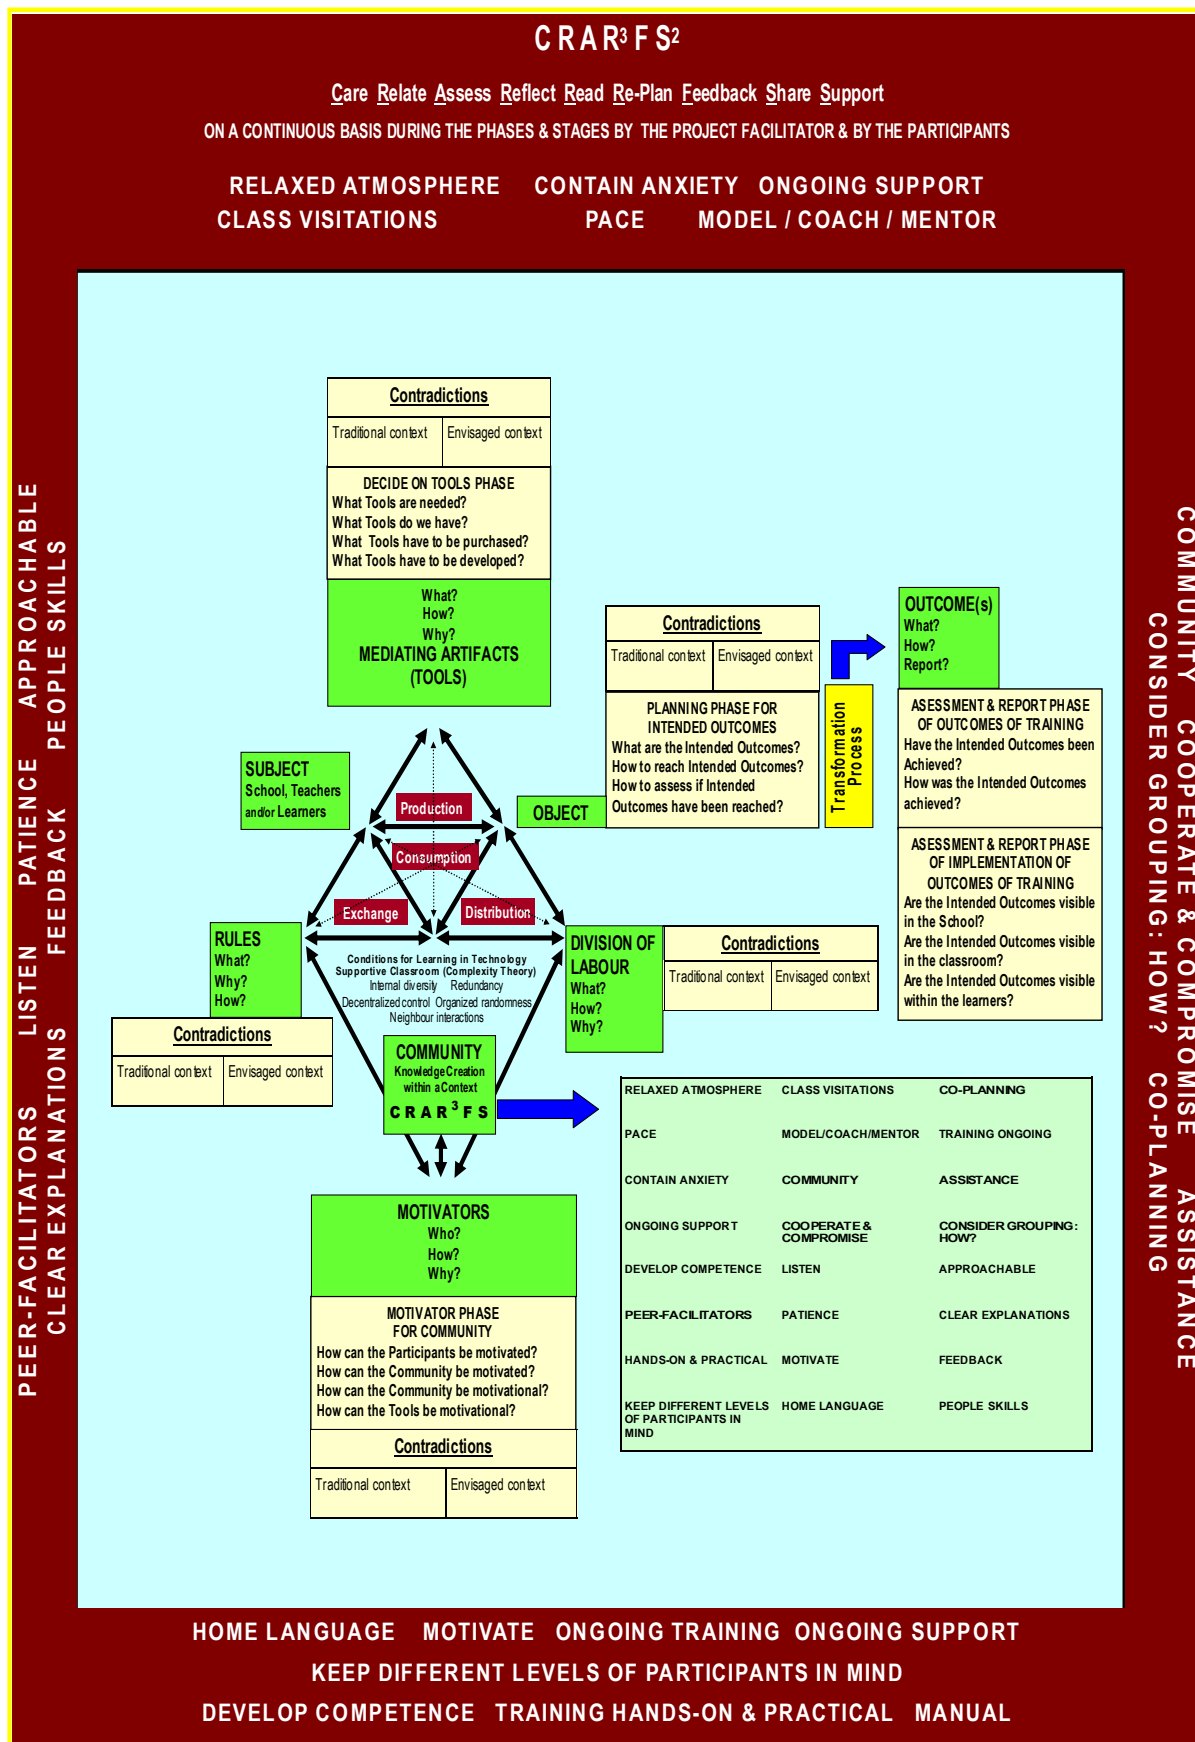 CRAR³FS²
Care Relate Assess Reflect Read Re-Plan Feedback Share Support
ON A CONTINUOUS BASIS DURING THE PHASES & STAGES BY THE PROJECT FACILITATOR & BY THE PARTICIPANTS
RELAXED ATMOSPHERE CONTAIN ANXIETY ONGOING SUPPORT
CLASS VISITATIONS PACE MODEL / COACH / MENTOR
PEER-FACILITATORS LISTEN PATIENCE APPROACHABLE
CLEAR EXPLANATIONS FEEDBACK PEOPLE SKILLS
Contradictions
Traditional context Envisaged context
DECIDE ON TOOLS PHASE
What Tools are needed?
What Tools do we have?
What Tools have to be purchased?
What Tools have to be developed?
What?
How?
Why?
MEDIATING ARTIFACTS
(TOOLS)
SUBJECT
School, Teachers
and/or Learners
Production
Consumption
Exchange
Distribution
OBJECT
Contradictions
Traditional context Envisaged context
PLANNING PHASE FOR
INTENDED OUTCOMES
What are the Intended Outcomes?
How to reach Intended Outcomes?
How to assess if Intended
Outcomes have been reached?
Transformation
Process
OUTCOME(s)
What?
How?
Report?
ASESSMENT & REPORT PHASE
OF OUTCOMES OF TRAINING
Have the Intended Outcomes been
Achieved?
How was the Intended Outcomes
achieved?
ASESSMENT & REPORT PHASE
OF IMPLEMENTATION OF
OUTCOMES OF TRAINING
Are the Intended Outcomes visible
in the School?
Are the Intended Outcomes visible
in the classroom?
Are the Intended Outcomes visible
within the learners?
RULES
What?
Why?
How?
Contradictions
Traditional context Envisaged context
Conditions for Learning in Technology
Supportive Classroom (Complexity Theory)
Internal diversity Redundancy
Decentralized control Organized randomness
Neighbour interactions
DIVISION OF
LABOUR
What?
How?
Why?
Contradictions
Traditional context Envisaged context
COMMUNITY
Knowledge Creation
within a Context
CRAR³FS
RELAXED ATMOSPHERE CLASS VISITATIONS CO-PLANNING
PACE MODEL/COACH/MENTOR TRAINING ONGOING
CONTAIN ANXIETY COMMUNITY ASSISTANCE
ONGOING SUPPORT COOPERATE & CONSIDER GROUPING:
COMPROMISE HOW?
DEVELOP COMPETENCE LISTEN APPROACHABLE
PEER-FACILITATORS PATIENCE CLEAR EXPLANATIONS
HANDS-ON & PRACTICAL MOTIVATE FEEDBACK
KEEP DIFFERENT LEVELS HOME LANGUAGE PEOPLE SKILLS
OF PARTICIPANTS IN
MIND
MOTIVATORS
Who?
How?
Why?
MOTIVATOR PHASE
FOR COMMUNITY
How can the Participants be motivated?
How can the Community be motivated?
How can the Community be motivational?
How can the Tools be motivational?
Contradictions
Traditional context Envisaged context
COMMUNITY COOPERATE & COMPROMISE ASSISTANCE
CONSIDER GROUPING: HOW? CO-PLANNING
HOME LANGUAGE MOTIVATE ONGOING TRAINING ONGOING SUPPORT
KEEP DIFFERENT LEVELS OF PARTICIPANTS IN MIND
DEVELOP COMPETENCE TRAINING HANDS-ON & PRACTICAL MANUAL